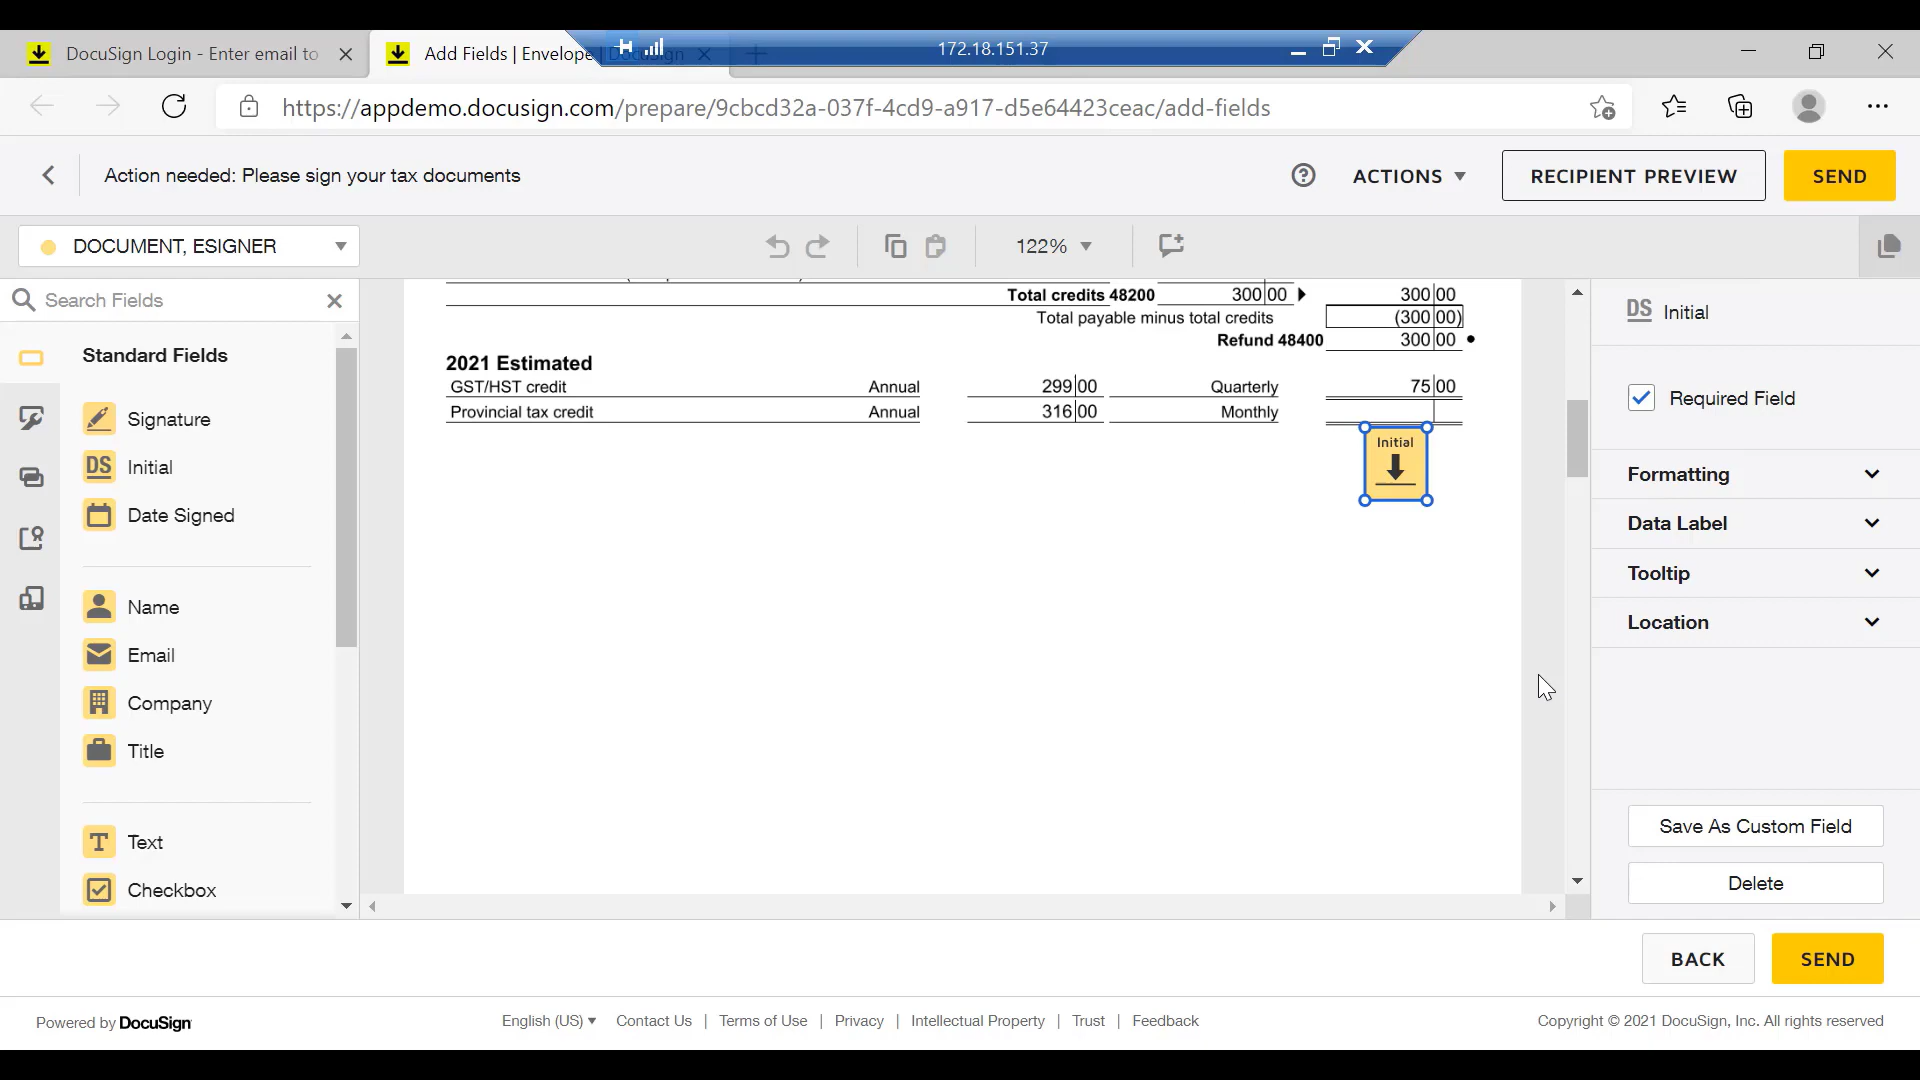 DocuSign Login - Enter email to
Add Fields | Envelope | DocuSign
172.18.151.37
https://appdemo.docusign.com/prepare/9cbcd32a-037f-4cd9-a917-d5e64423ceac/add-fields
Action needed: Please sign your tax documents
ACTIONS
RECIPIENT PREVIEW
SEND
DOCUMENT, ESIGNER
122%
Search Fields
Standard Fields
Signature
DS Initial
Date Signed
Name
Email
Company
Title
T Text
Checkbox
Total credits 48200 300 00 300 00
Total payable minus total credits (300 00)
Refund 48400 300 00 •
2021 Estimated
GST/HST credit Annual 299 00 Quarterly 75 00
Provincial tax credit Annual 316 00 Monthly
Initial
DS Initial
Required Field
Formatting
Data Label
Tooltip
Location
Save As Custom Field
Delete
BACK
SEND
Powered by DocuSign
English (US) Contact Us | Terms of Use | Privacy | Intellectual Property | Trust | Feedback
Copyright © 2021 DocuSign, Inc. All rights reserved